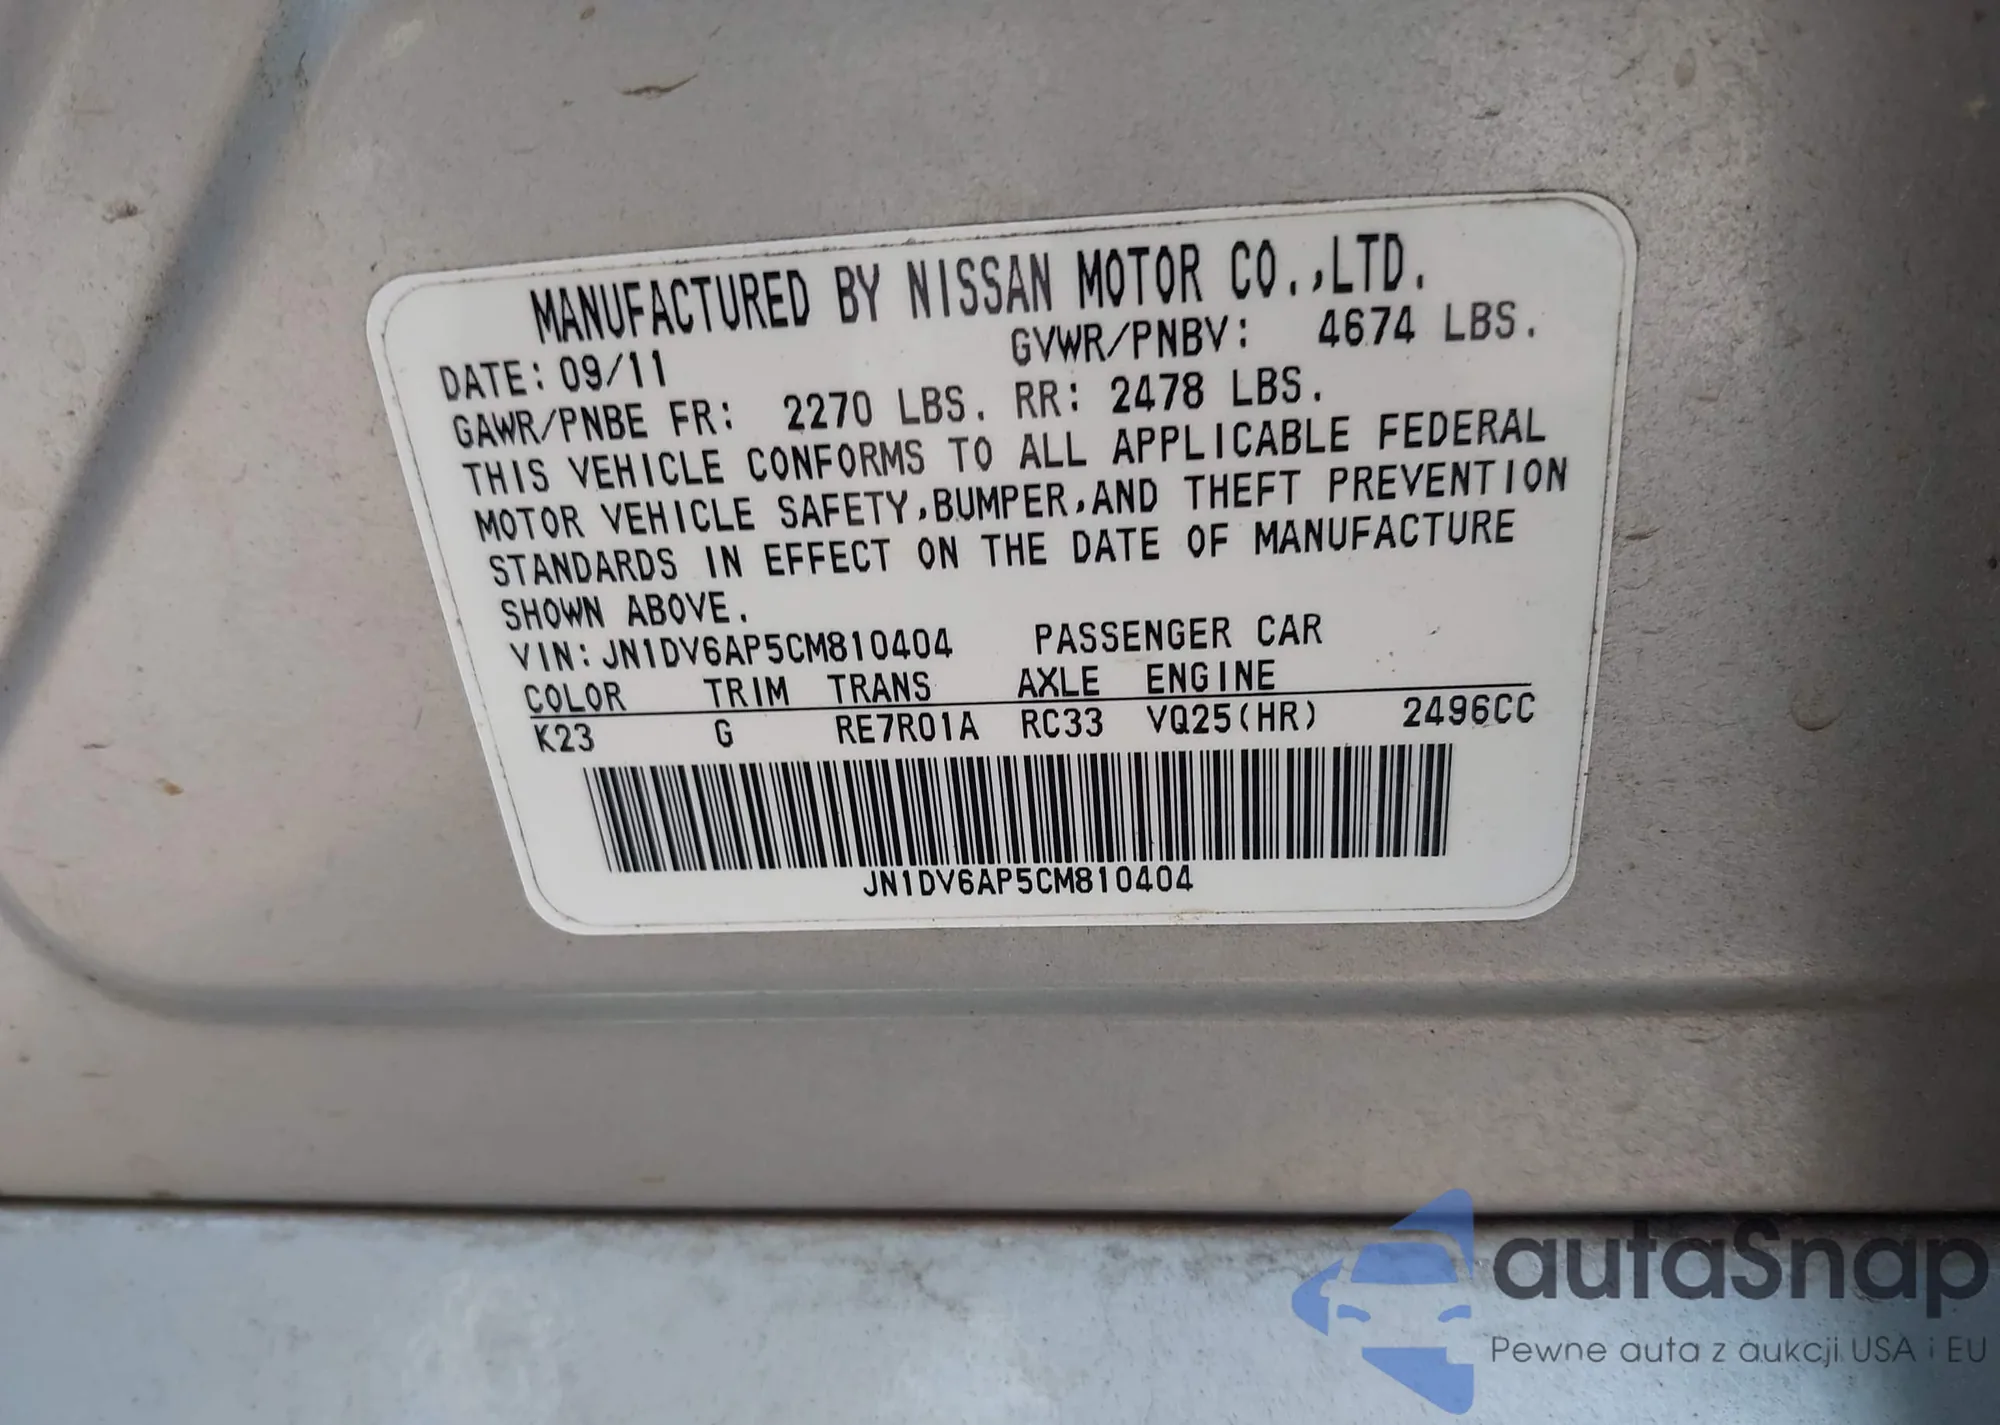 MANUFACTURED BY NISSAN MOTOR CO.,LTD.
DATE: 09/11 GVWR/PNBV: 4674 LBS.
GAWR/PNBE FR: 2270 LBS. RR: 2478 LBS.
THIS VEHICLE CONFORMS TO ALL APPLICABLE FEDERAL
MOTOR VEHICLE SAFETY,BUMPER,AND THEFT PREVENTION
STANDARDS IN EFFECT ON THE DATE OF MANUFACTURE
SHOWN ABOVE.
VIN: JN1DV6AP5CM810404 PASSENGER CAR
COLOR TRIM TRANS AXLE ENGINE
K23 G RE7R01A RC33 VQ25(HR) 2496CC
JN1DV6AP5CM810404
autaSnap
Pewne auta z aukcji USA i EU